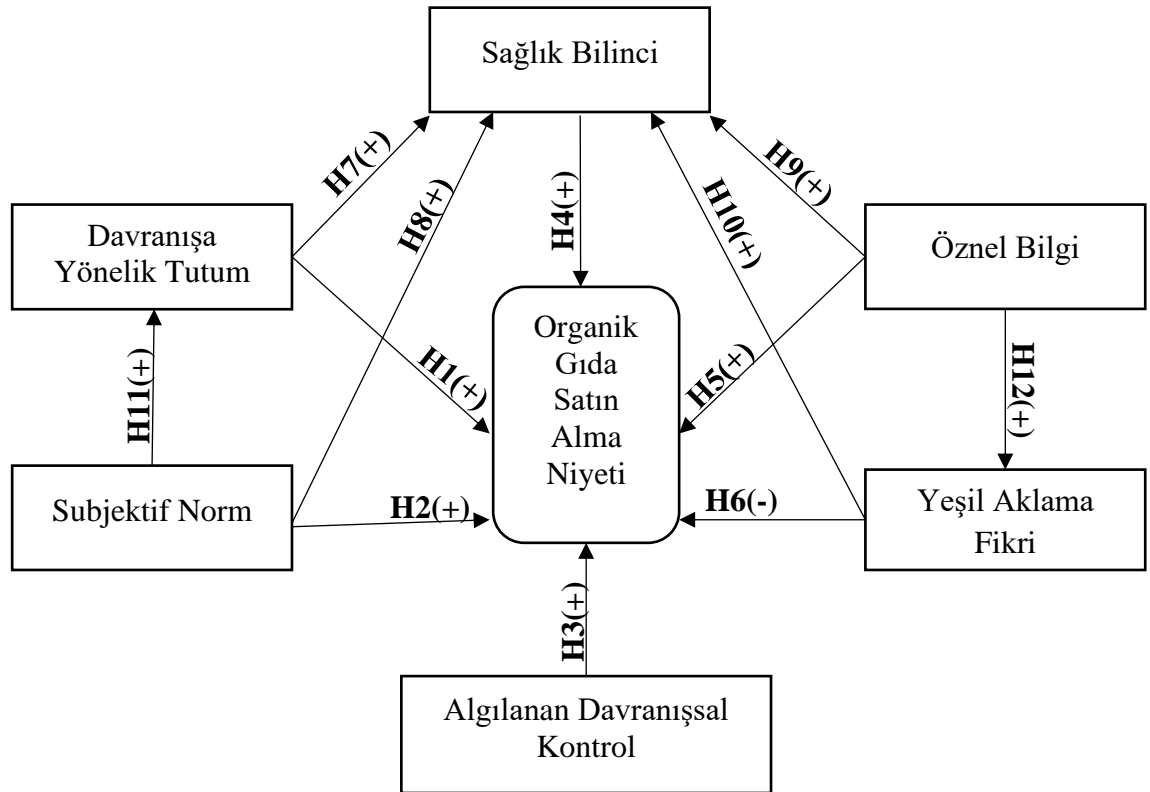 Sağlık Bilinci
H7(+)
H8(+)
H4(+)
H10(+)
H9(+)
Davranışa
Yönelik Tutum
Öznel Bilgi
Organik
Gıda
Satın
Alma
Niyeti
H11(+)
H1(+)
H5(+)
H12(+)
Subjektif Norm
H2(+)
H6(-)
Yeşil Aklama
Fikri
H3(+)
Algılanan Davranışsal
Kontrol